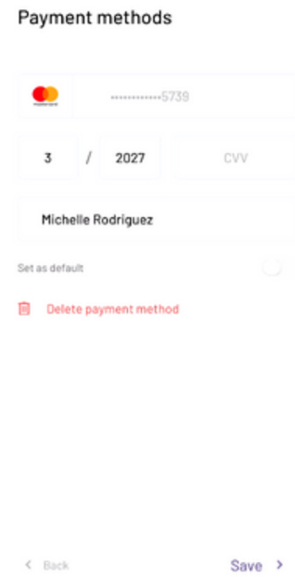 Payment methods
••••••••••••5739
3 / 2027 CVV
Michelle Rodriguez
Set as default
Delete payment method
Back Save